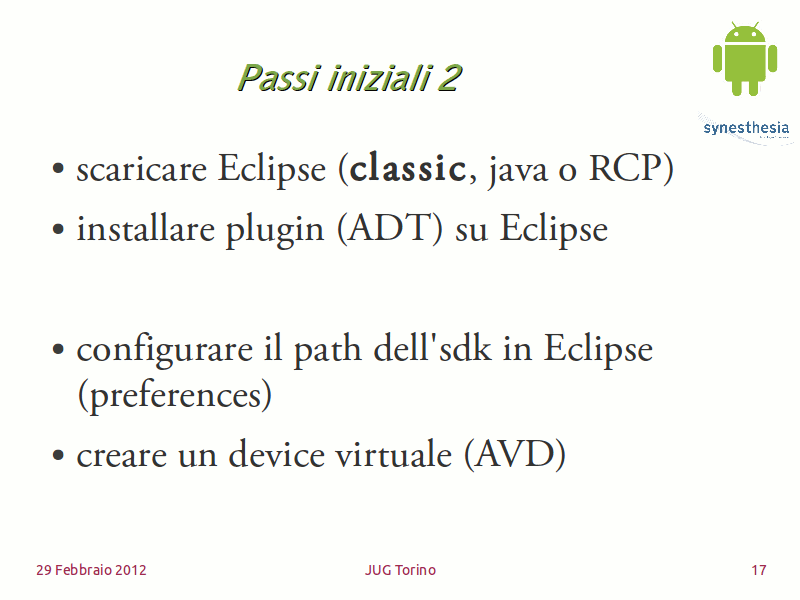 Passi iniziali 2
synesthesia
• scaricare Eclipse (classic, java o RCP)
• installare plugin (ADT) su Eclipse
• configurare il path dell'sdk in Eclipse
(preferences)
• creare un device virtuale (AVD)
29 Febbraio 2012
JUG Torino
17